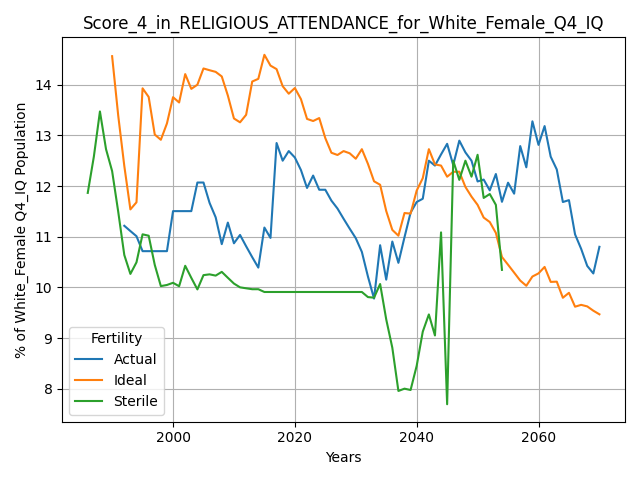 Score_4_in_RELIGIOUS_ATTENDANCE_for_White_Female_Q4_IQ
% of White_Female Q4_IQ Population
14
13
12
11
10
9
8
Fertility
Actual
Ideal
Sterile
2000 2020 2040 2060
Years